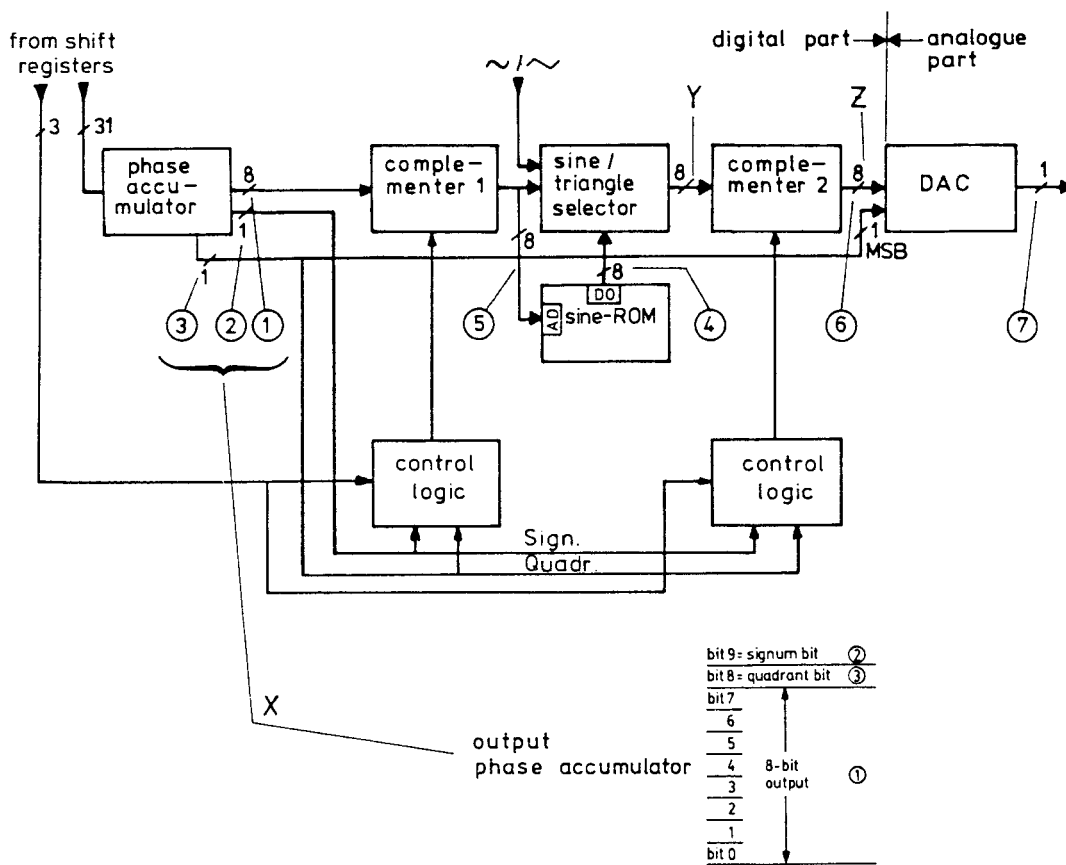 digital part
analogue
part
from shift
registers
3
31
∼/∼
Y
Z
phase
accu-
mulator
8
1
comple-
menter 1
sine /
triangle
selector
8
comple-
menter 2
8
DAC
1
1
MSB
1
8
8
DO
AD
sine-ROM
③
②
①
⑤
④
⑥
⑦
control
logic
control
logic
Sign.
Quadr.
X
output
phase accumulator
bit 9 = signum bit ②
bit 8 = quadrant bit ③
bit 7
6
5
4
3
2
1
bit 0
8-bit
output
①